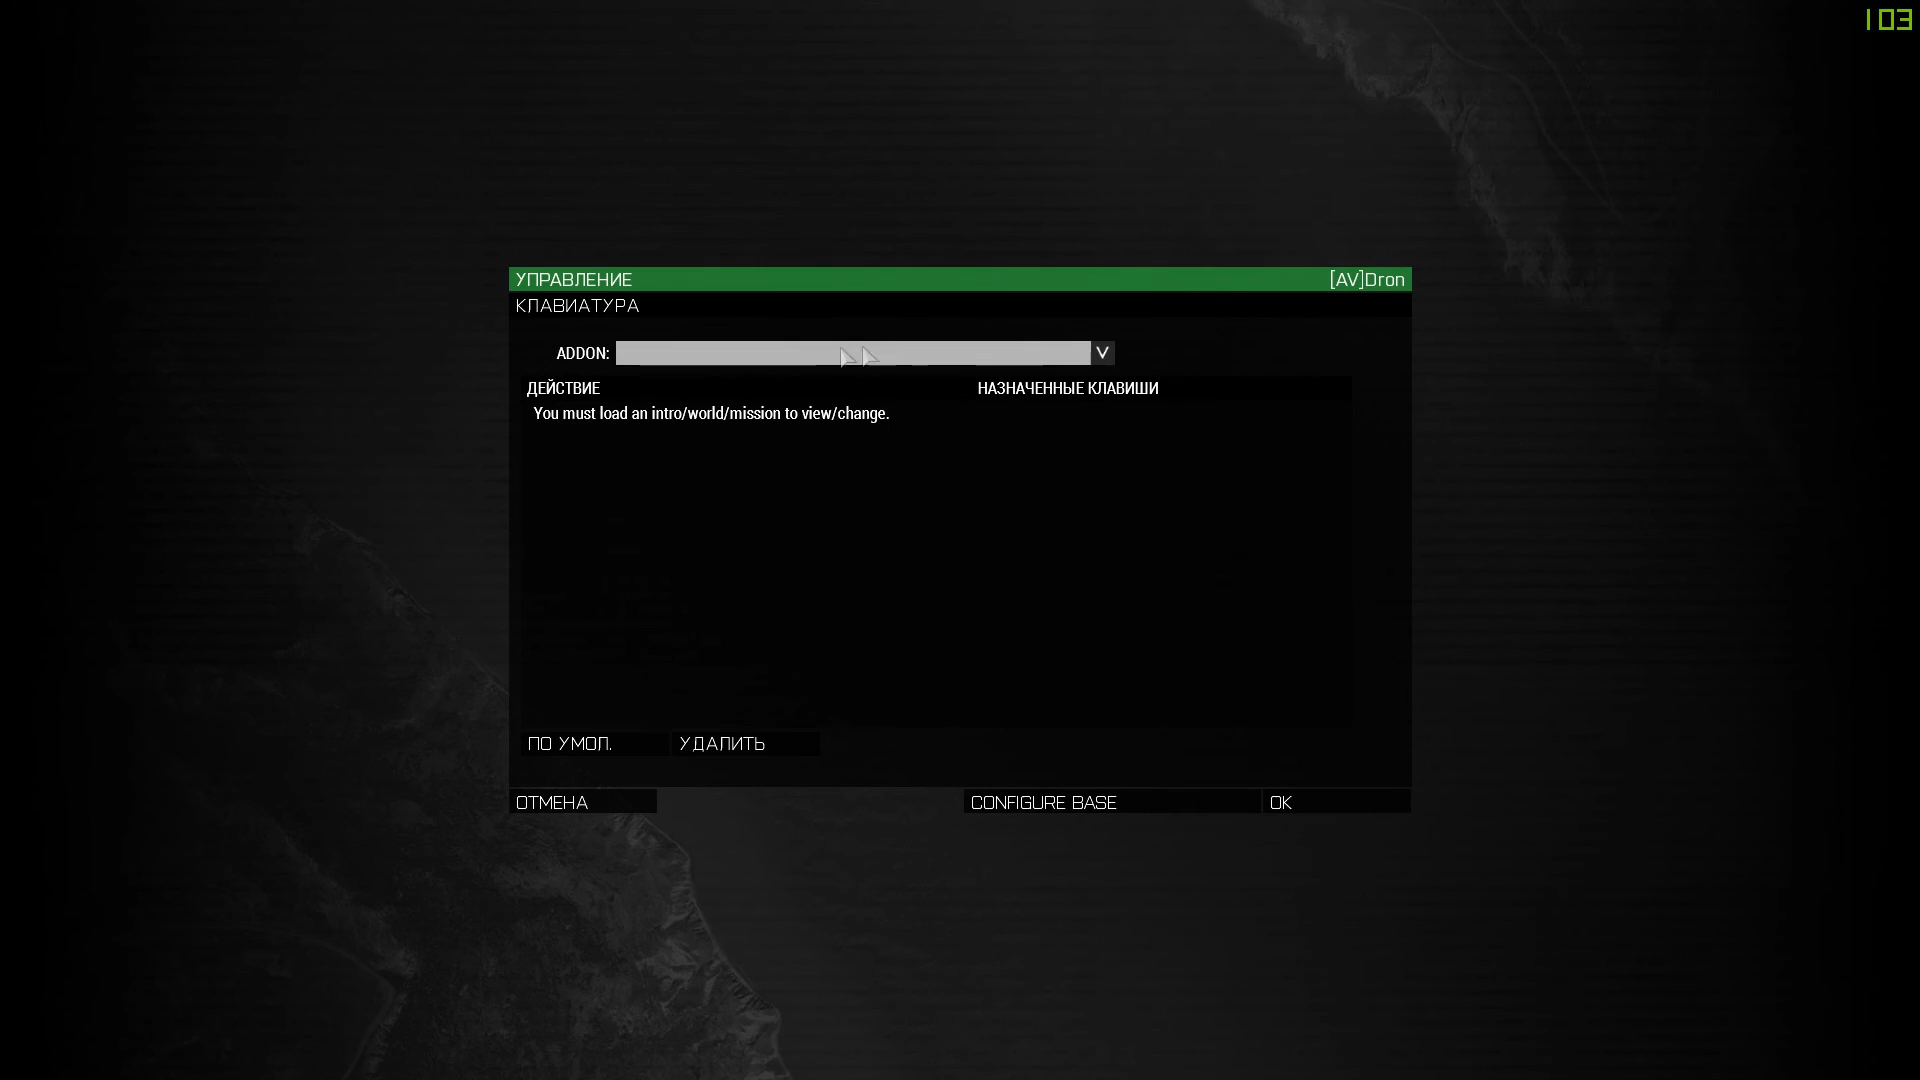 103
УПРАВЛЕНИЕ [AV]Dron
КЛАВИАТУРА
ADDON:
ДЕЙСТВИЕ НАЗНАЧЕННЫЕ КЛАВИШИ
You must load an intro/world/mission to view/change.
ПО УМОЛ. УДАЛИТЬ
ОТМЕНА CONFIGURE BASE OK